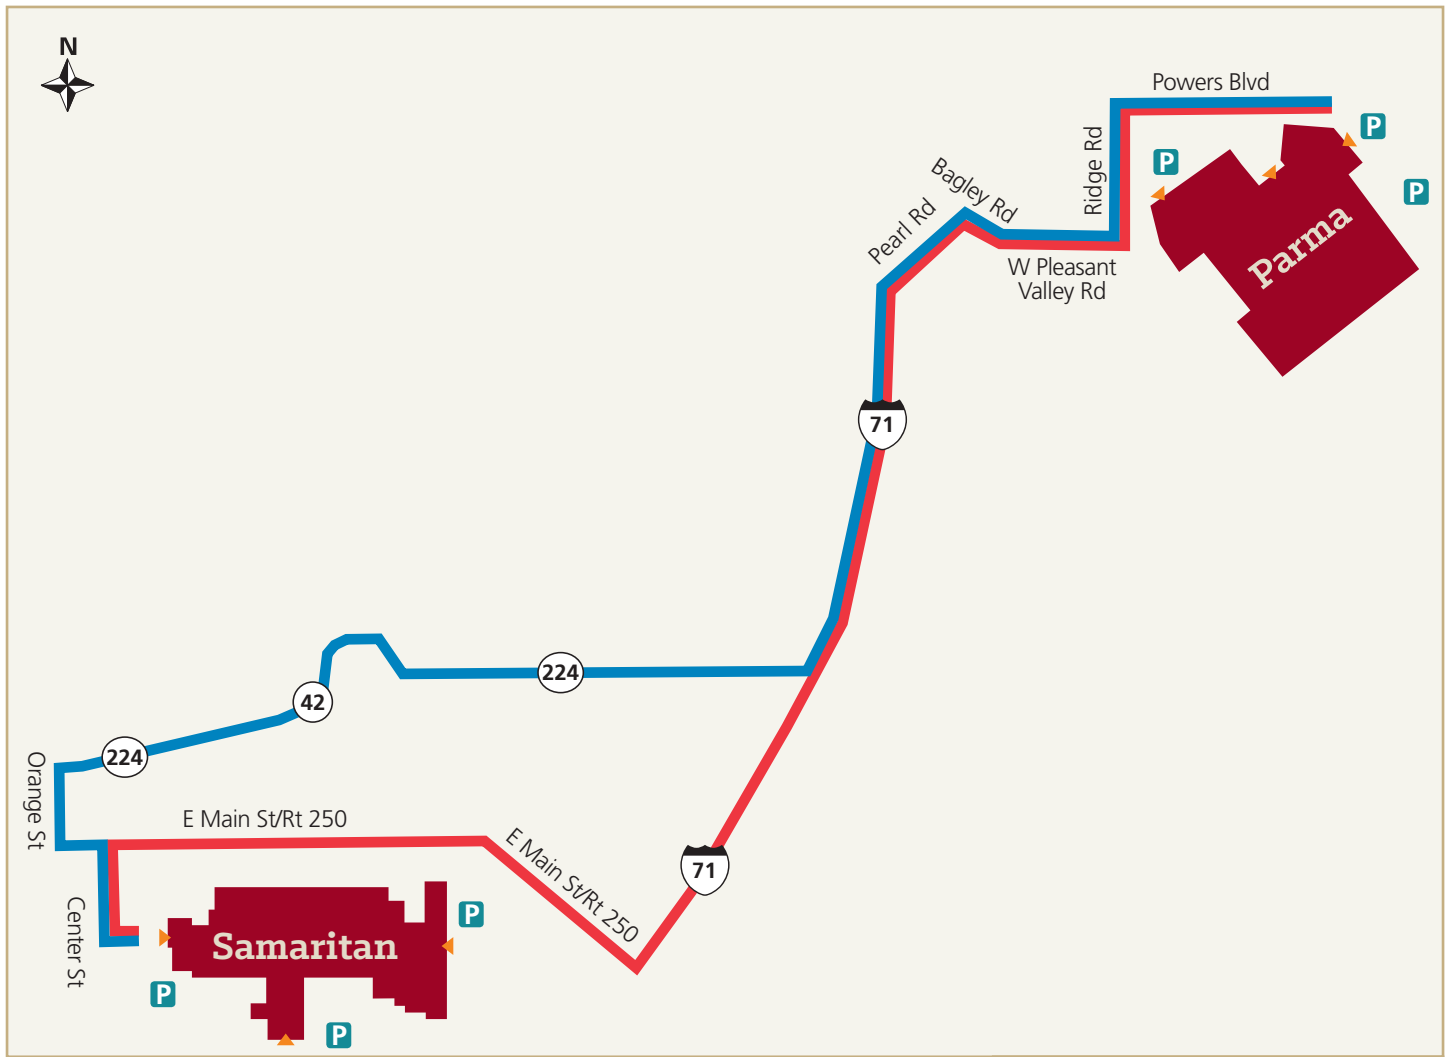 N
Powers Blvd
P
P
Ridge Rd
Bagley Rd
P
Pearl Rd
Parma
W Pleasant
Valley Rd
71
224
42
224
Orange St
E Main St/Rt 250
E Main St/Rt 250
71
Center St
P
Samaritan
P
P